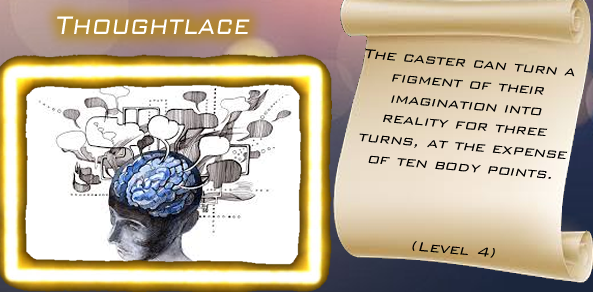 Thoughtlace
The caster can turn a
figment of their
imagination into
reality for three
turns, at the expense
of ten body points.
(Level 4)